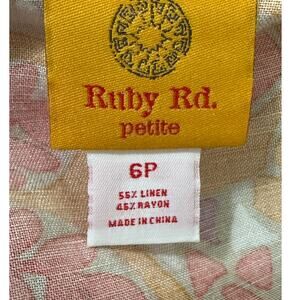 Ruby Rd.
petite
6P
55% LINEN
45% RAYON
MADE IN CHINA